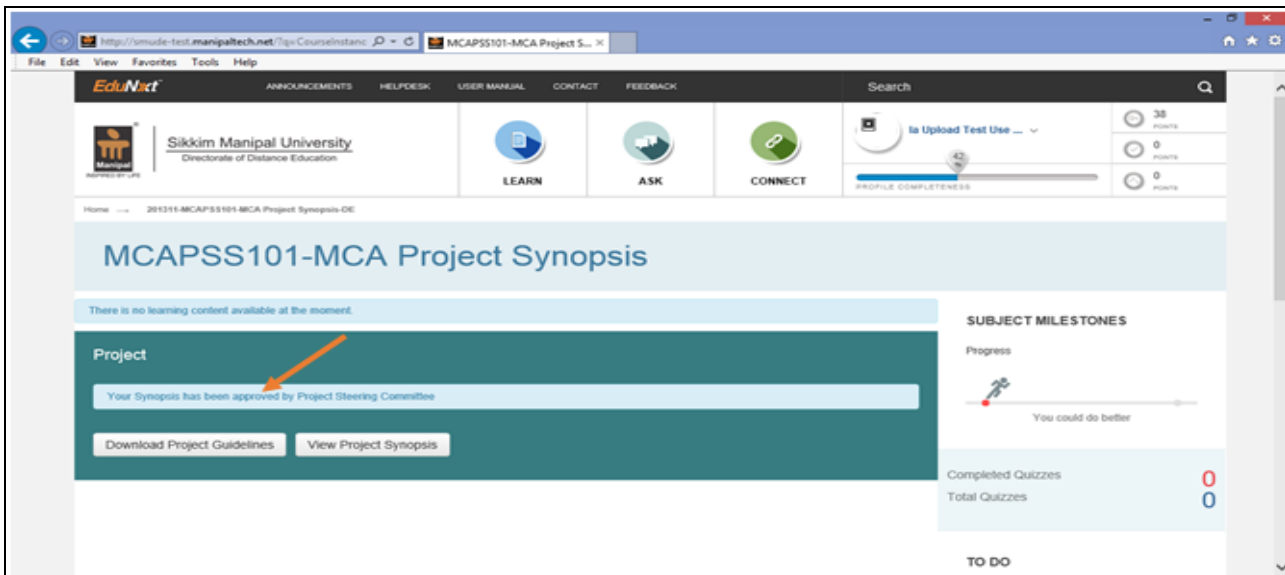 http://smude-test.manipaltech.net/?q=CourseInstanc
MCAPSS101-MCA Project S...
File Edit View Favorites Tools Help
EduNxt
ANNOUNCEMENTS HELPDESK USER MANUAL CONTACT FEEDBACK
Search
Manipal
INSPIRED BY LIFE
Sikkim Manipal University
Directorate of Distance Education
LEARN
ASK
CONNECT
la Upload Test Use ...
42
%
PROFILE COMPLETENESS
38
POINTS
0
POINTS
0
POINTS
Home
201311-MCAPSS101-MCA Project Synopsis-DE
MCAPSS101-MCA Project Synopsis
There is no learning content available at the moment.
Project
Your Synopsis has been approved by Project Steering Committee
Download Project Guidelines
View Project Synopsis
SUBJECT MILESTONES
Progress
You could do better
Completed Quizzes 0
Total Quizzes 0
TO DO